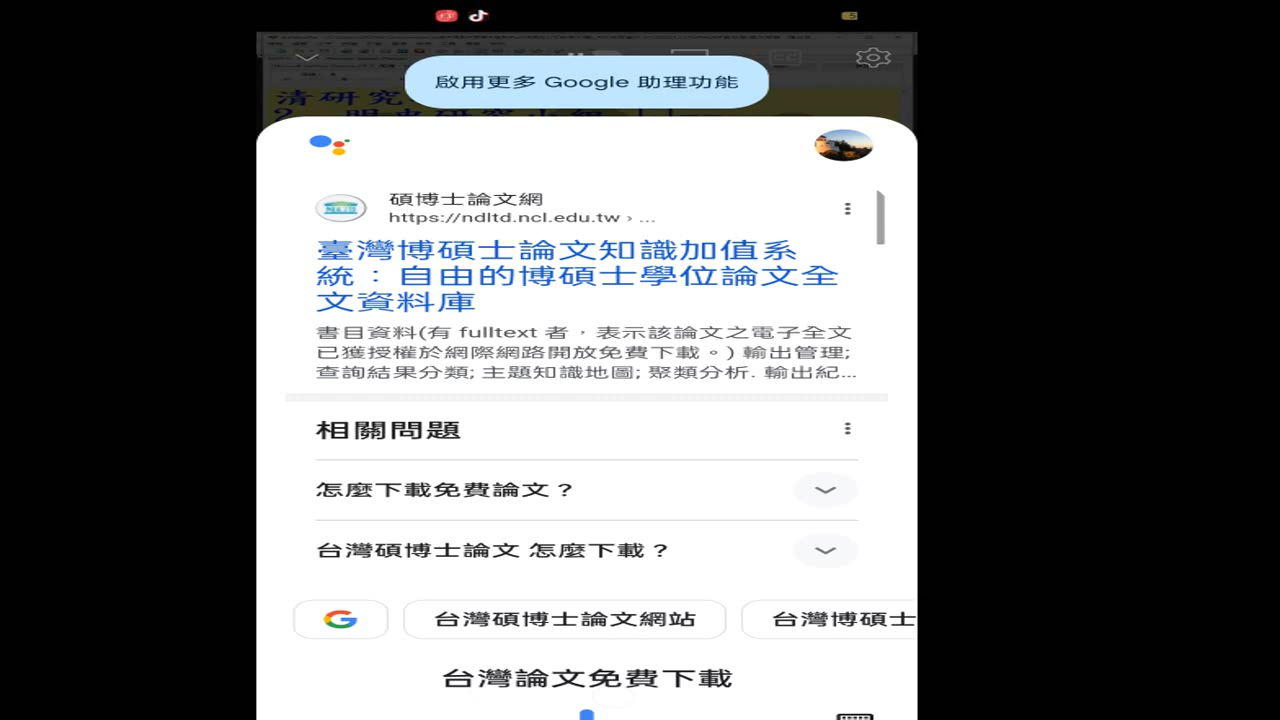 啟用更多 Google 助理功能
清研究
碩博士論文網
https://ndltd.ncl.edu.tw › ...
臺灣博碩士論文知識加值系
統：自由的博碩士學位論文全
文資料庫
書目資料(有 fulltext 者，表示該論文之電子全文
已獲授權於網際網路開放免費下載。) 輸出管理;
查詢結果分類; 主題知識地圖; 聚類分析. 輸出紀...
相關問題
怎麼下載免費論文？
台灣碩博士論文 怎麼下載？
台灣碩博士論文網站
台灣博碩士
台灣論文免費下載